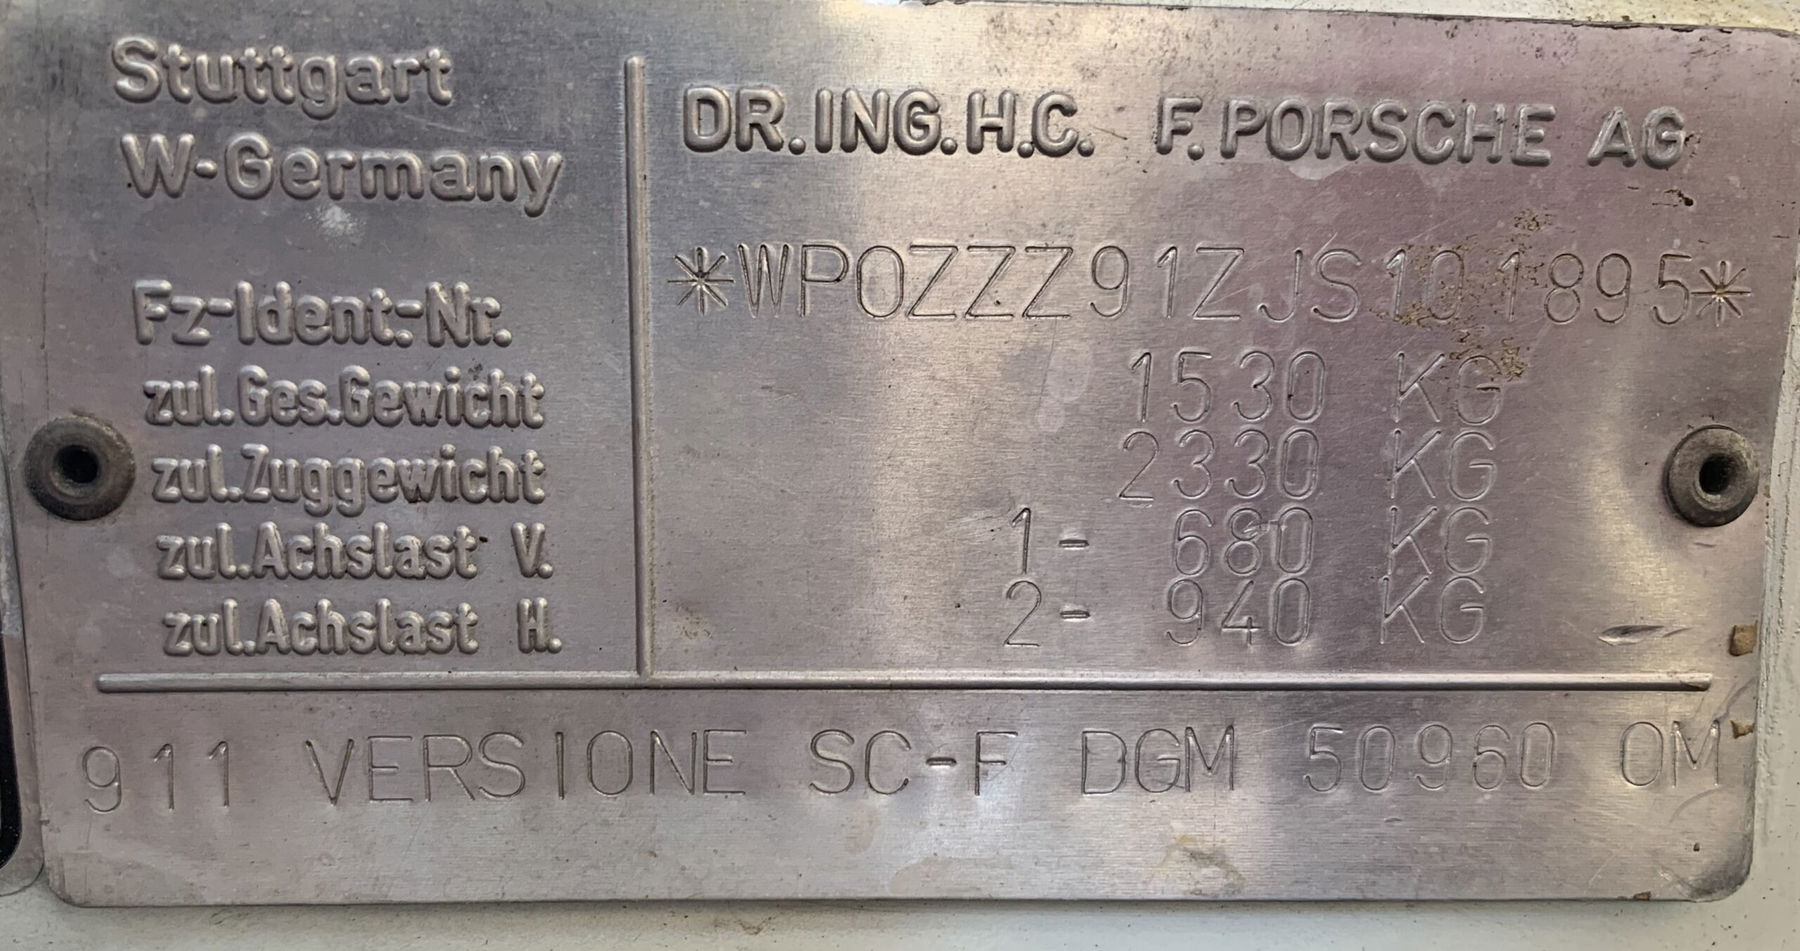 Stuttgart
W-Germany
DR.ING.H.C. F.PORSCHE AG
Fz-Ident.-Nr. *WP0ZZZ91ZJS101895*
zul.Ges.Gewicht 1530 KG
zul.Zuggewicht 2330 KG
zul.Achslast V. 1- 680 KG
zul.Achslast H. 2- 940 KG
911 VERSIONE SC-F DGM 50960 OM